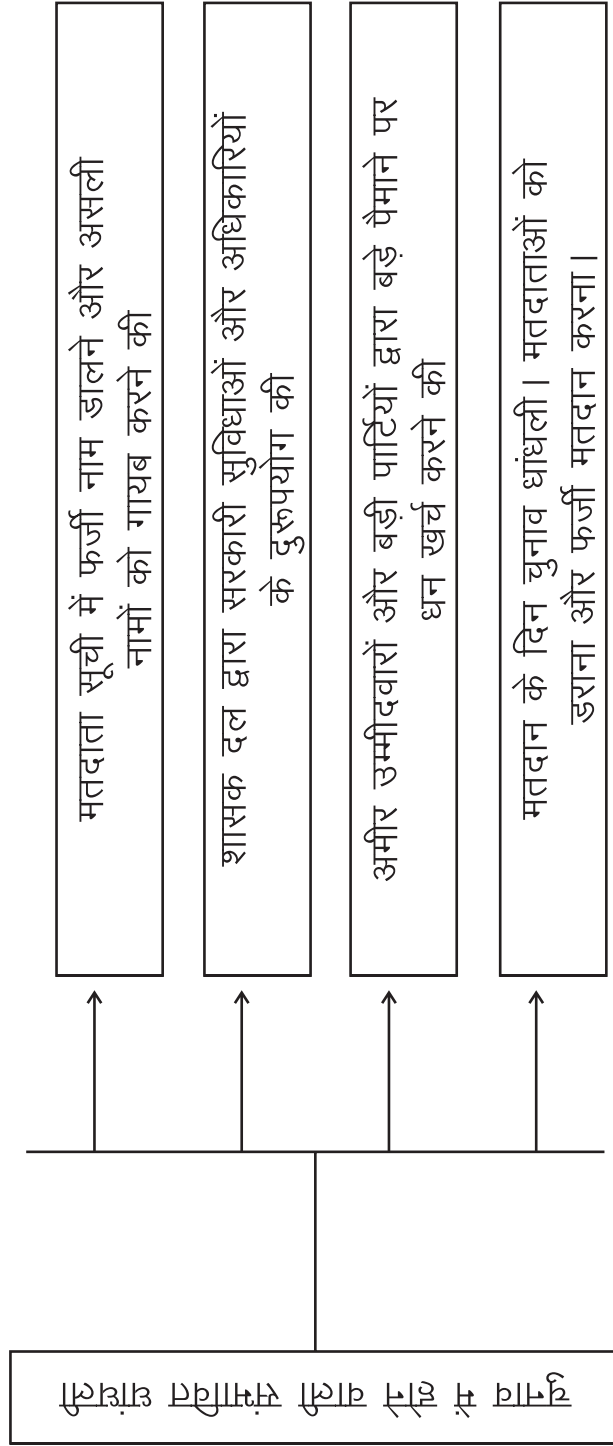 चुनाव में होने वाली संभावित धांधली
मतदाता सूची में फर्जी नाम डालने और असली
नामों को गायब करने की
शासक दल द्वारा सरकारी सुविधाओं और अधिकारियों
के दुरुपयोग की
अमीर उम्मीदवारों और बड़ी पार्टियों द्वारा बड़े पैमाने पर
धन खर्च करने की
मतदान के दिन चुनाव धांधली। मतदाताओं को
डराना और फर्जी मतदान करना।